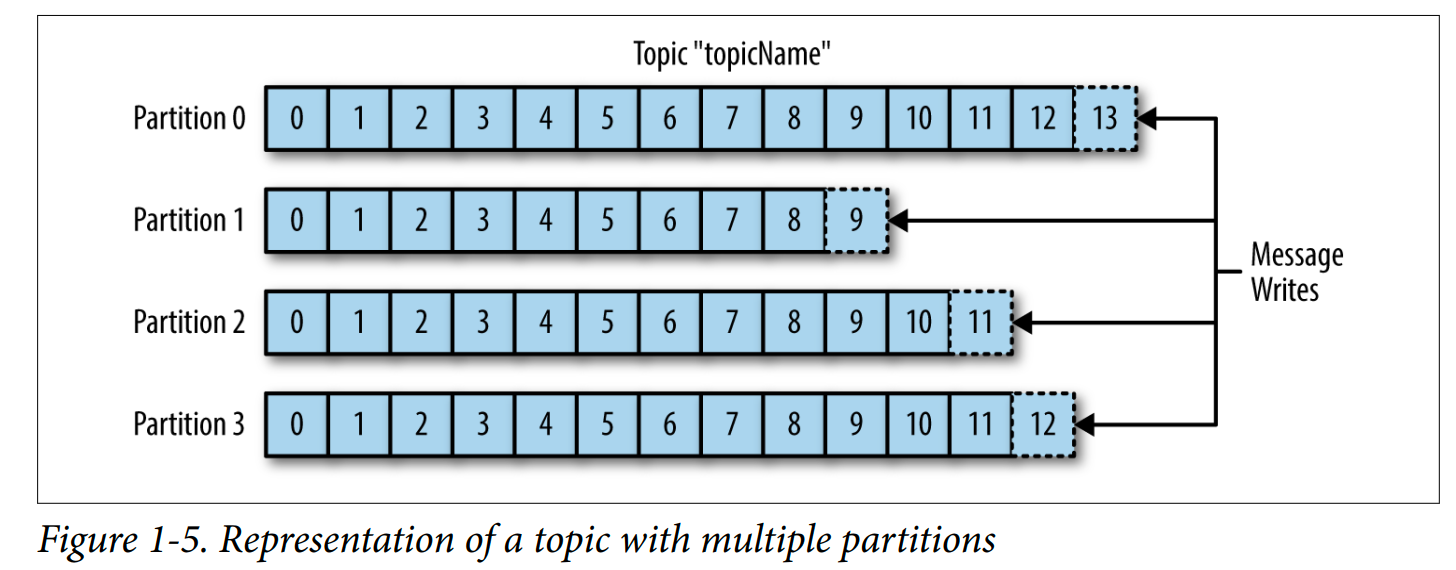 Topic "topicName"
Partition 0 0 1 2 3 4 5 6 7 8 9 10 11 12 13
Partition 1 0 1 2 3 4 5 6 7 8 9
Message
Writes
Partition 2 0 1 2 3 4 5 6 7 8 9 10 11
Partition 3 0 1 2 3 4 5 6 7 8 9 10 11 12
Figure 1-5. Representation of a topic with multiple partitions